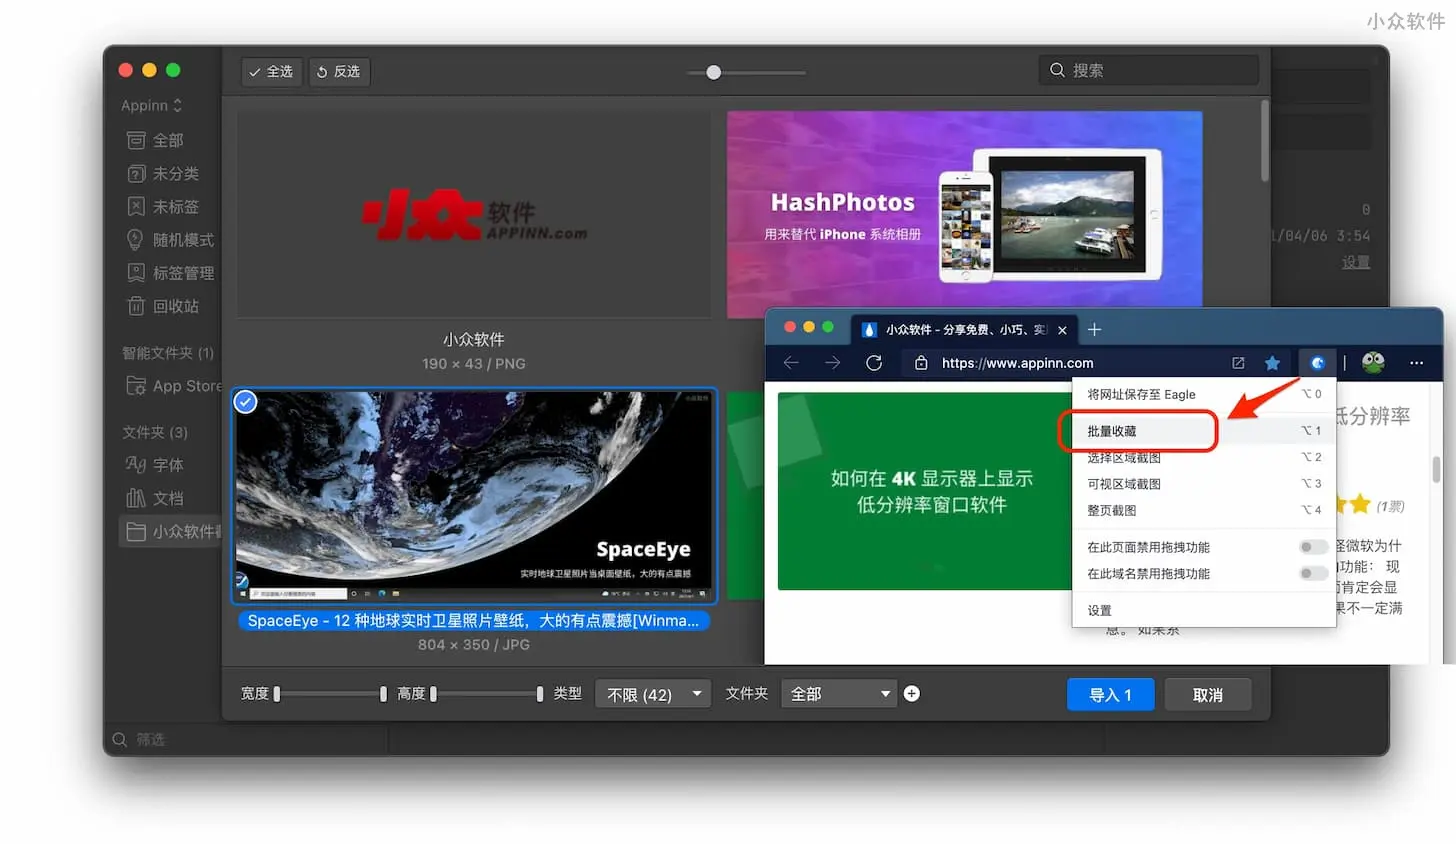 小众软件
全选
反选
搜索
Appinn
全部
未分类
未标签
随机模式
标签管理
回收站
智能文件夹 (1)
App Store
文件夹 (3)
字体
文档
小众软件
筛选
小众软件
APPINN.com
小众软件
190 × 43 / PNG
HashPhotos
用来替代 iPhone 系统相册
0
1/04/06 3:54
设置
SpaceEye
实时地球卫星照片当桌面壁纸，大的有点震撼
SpaceEye - 12 种地球实时卫星照片壁纸，大的有点震撼[Winma...
804 × 350 / JPG
小众软件 - 分享免费、小巧、实
https://www.appinn.com
如何在 4K 显示器上显示
低分辨率窗口软件
将网址保存至 Eagle ⌥ 0
批量收藏 ⌥ 1
选择区域截图 ⌥ 2
可视区域截图 ⌥ 3
整页截图 ⌥ 4
在此页面禁用拖拽功能
在此域名禁用拖拽功能
设置
低分辨率
(1票)
怪微软为什
功能： 现
而肯定会显
果不一定满
意。 如果系
宽度
高度
类型
不限 (42)
文件夹
全部
导入 1
取消